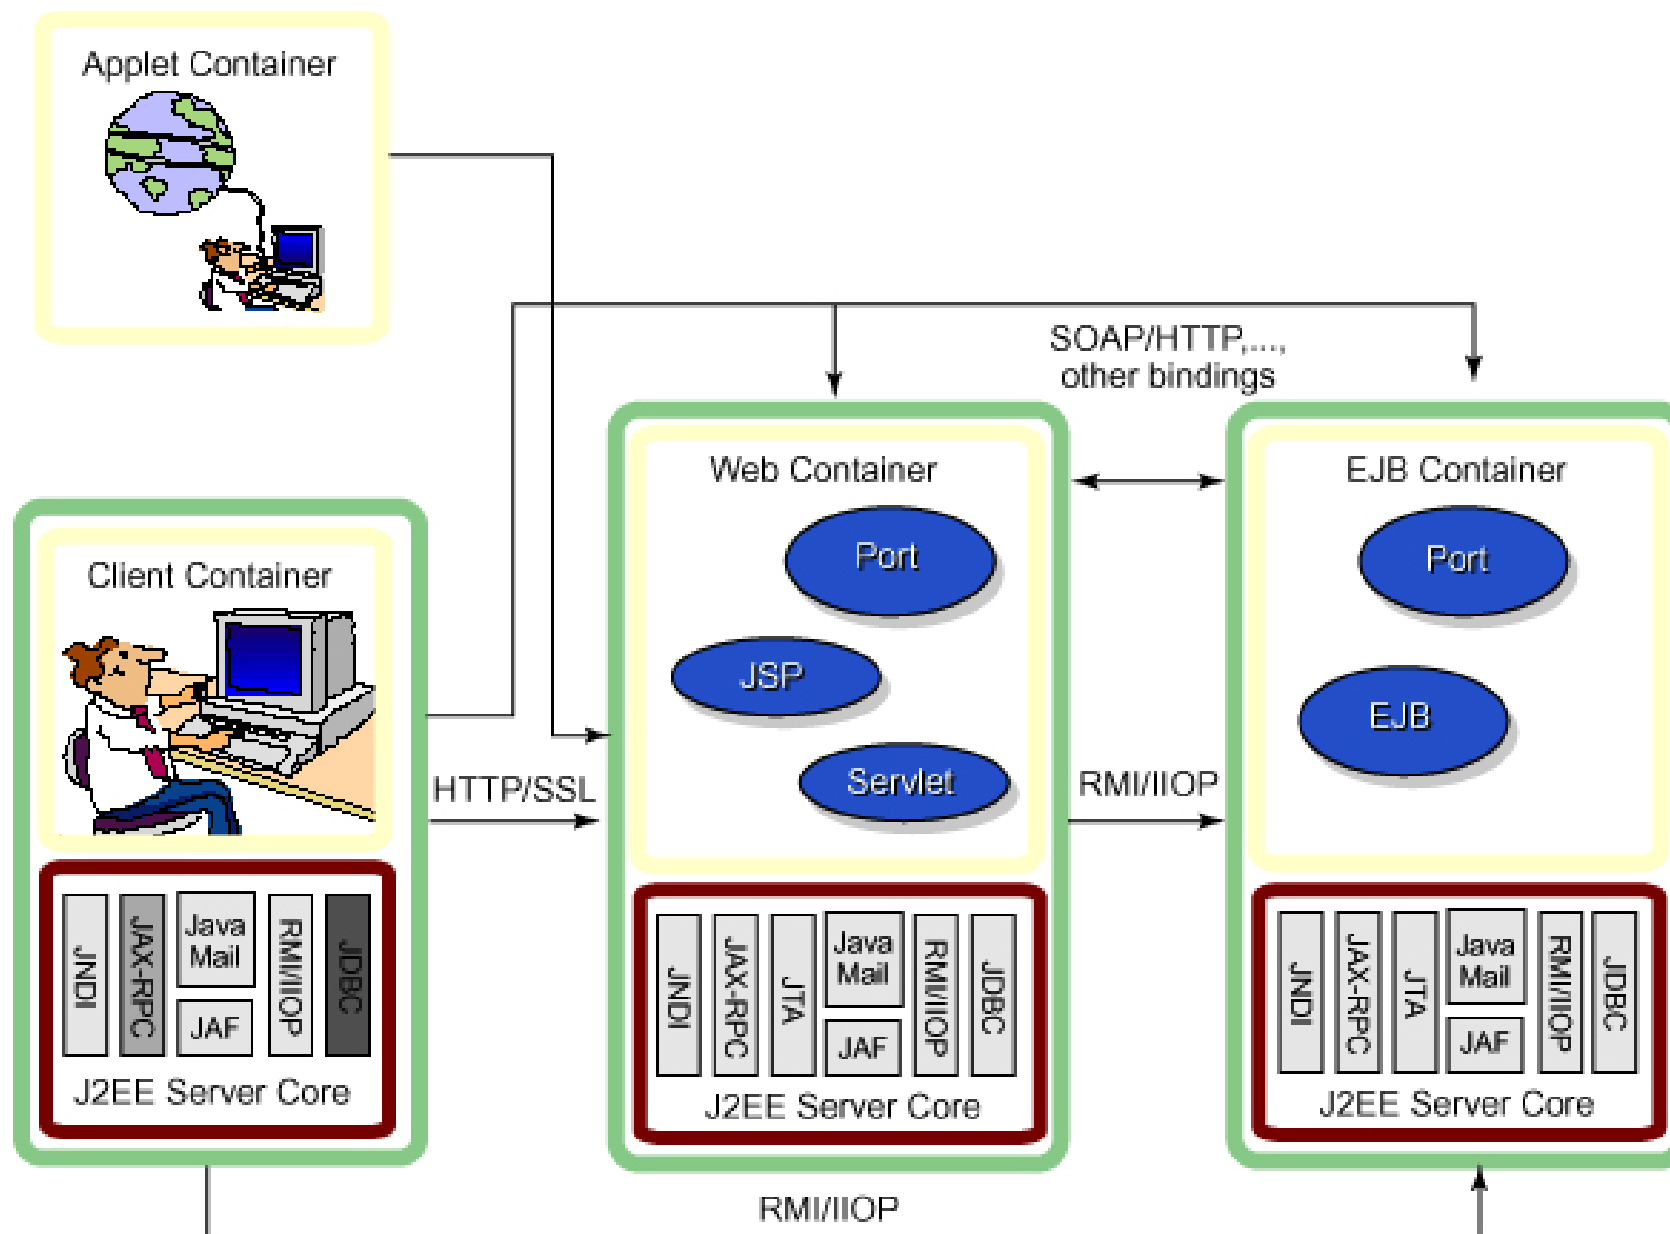 Applet Container
SOAP/HTTP,...,
other bindings
Web Container
EJB Container
Port
Port
Client Container
JSP
EJB
Servlet
HTTP/SSL
RMI/IIOP
JNDI
JAX-RPC
Java
Mail
JAF
RMI/IIOP
JDBC
J2EE Server Core
JNDI
JAX-RPC
JTA
Java
Mail
JAF
RMI/IIOP
JDBC
J2EE Server Core
JNDI
JAX-RPC
JTA
Java
Mail
JAF
RMI/IIOP
JDBC
J2EE Server Core
RMI/IIOP